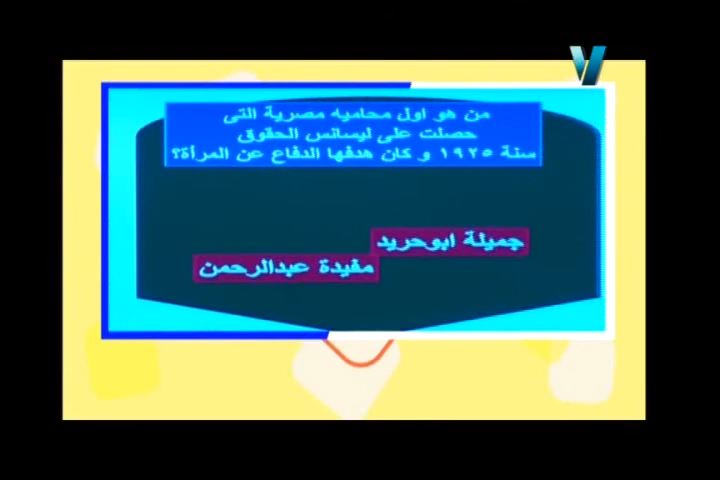 من هو اول محاميه مصرية التى
حصلت على ليسانس الحقوق
سنة ١٩٢٥ و كان هدفها الدفاع عن المرأة؟
جميلة ابوحريد
مفيدة عبدالرحمن